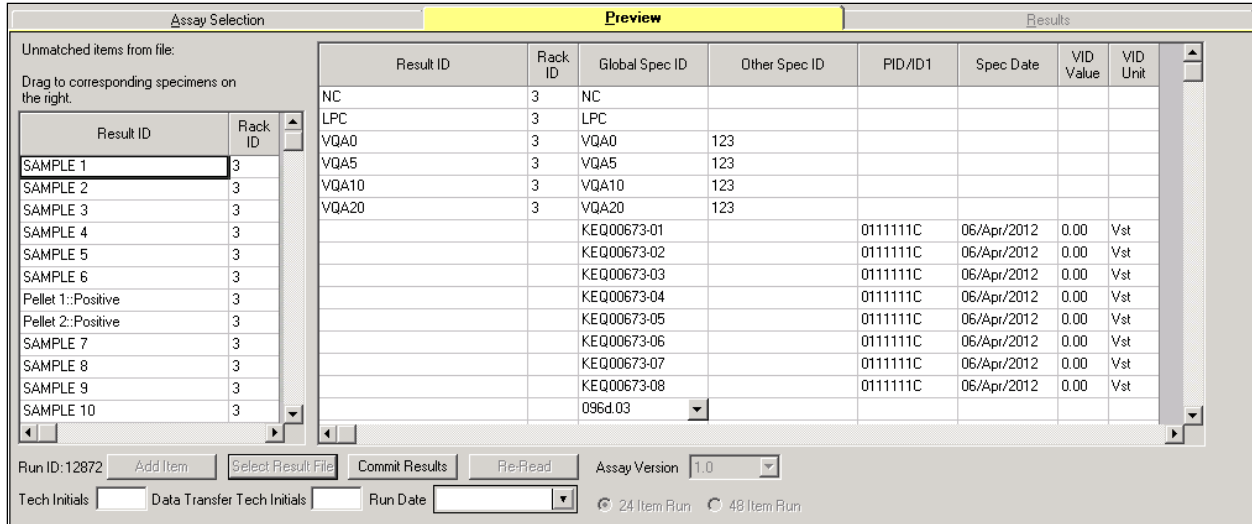 Assay Selection Preview Results
Unmatched items from file:
Drag to corresponding specimens on
the right.
Result ID Rack ID
SAMPLE 1 3
SAMPLE 2 3
SAMPLE 3 3
SAMPLE 4 3
SAMPLE 5 3
SAMPLE 6 3
Pellet 1::Positive 3
Pellet 2::Positive 3
SAMPLE 7 3
SAMPLE 8 3
SAMPLE 9 3
SAMPLE 10 3
Result ID Rack ID Global Spec ID Other Spec ID PID/ID1 Spec Date VID Value VID Unit
NC 3 NC
LPC 3 LPC
VQA0 3 VQA0 123
VQA5 3 VQA5 123
VQA10 3 VQA10 123
VQA20 3 VQA20 123
KEQ00673-01 0111111C 06/Apr/2012 0.00 Vst
KEQ00673-02 0111111C 06/Apr/2012 0.00 Vst
KEQ00673-03 0111111C 06/Apr/2012 0.00 Vst
KEQ00673-04 0111111C 06/Apr/2012 0.00 Vst
KEQ00673-05 0111111C 06/Apr/2012 0.00 Vst
KEQ00673-06 0111111C 06/Apr/2012 0.00 Vst
KEQ00673-07 0111111C 06/Apr/2012 0.00 Vst
KEQ00673-08 0111111C 06/Apr/2012 0.00 Vst
096d.03
Run ID: 12872 Add Item Select Result File Commit Results Re-Read Assay Version 1.0
Tech Initials Data Transfer Tech Initials Run Date 24 Item Run 48 Item Run